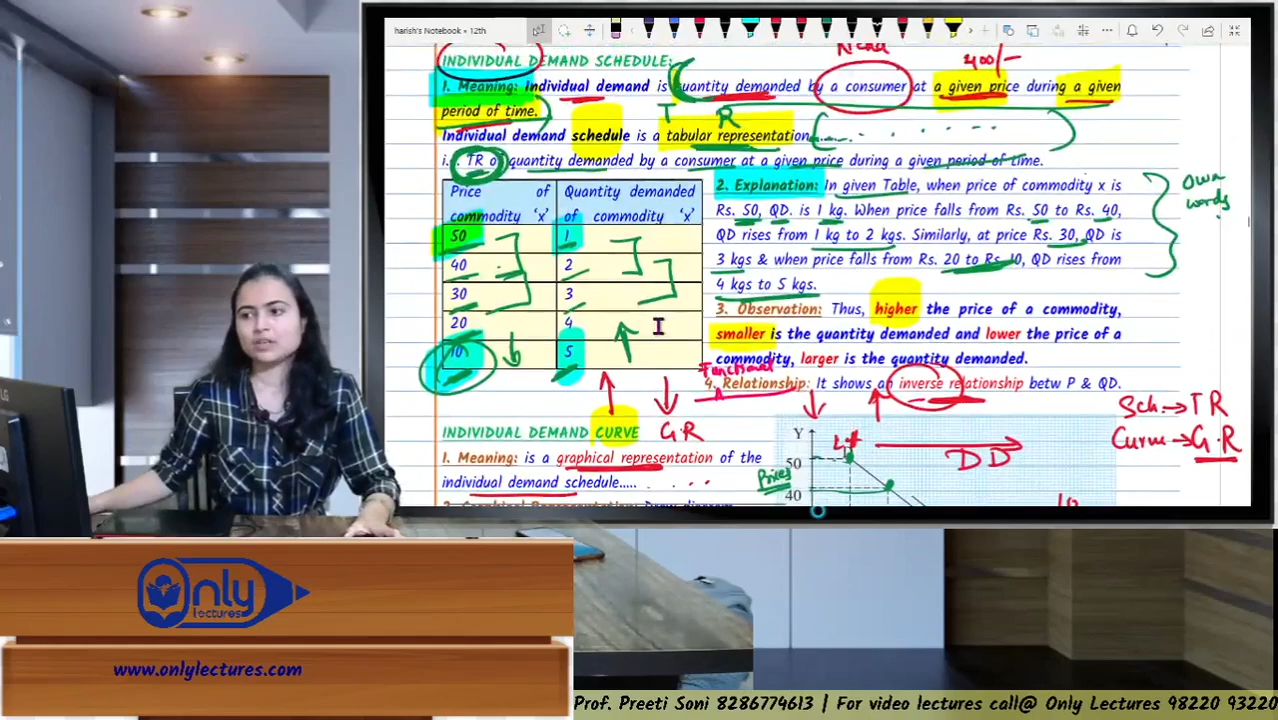 harish's Notebook » 12th
INDIVIDUAL DEMAND SCHEDULE:
400/-
1. Meaning: Individual demand is quantity demanded by a consumer at a given price during a given
period of time.
T R
Individual demand schedule is a tabular representation......
i.e. TR of quantity demanded by a consumer at a given price during a given period of time.
Price of
commodity 'x'
Quantity demanded
of commodity 'x'
50 1
40 2
30 3
20 4
10 5
2. Explanation: In given Table, when price of commodity x is
Rs. 50, QD. is 1 kg. When price falls from Rs. 50 to Rs. 40,
QD rises from 1 kg to 2 kgs. Similarly, at price Rs. 30, QD is
3 kgs & when price falls from Rs. 20 to Rs. 10, QD rises from
4 kgs to 5 kgs.
Own
words
3. Observation: Thus, higher the price of a commodity,
smaller is the quantity demanded and lower the price of a
commodity, larger is the quantity demanded.
Functional
4. Relationship: It shows an inverse relationship betw P & QD.
Sch. → TR
Curve → G.R
INDIVIDUAL DEMAND CURVE
G.R
1. Meaning: is a graphical representation of the
individual demand schedule.....
Y
50
40
Prices
DD
10
LG
Only
lectures
www.onlylectures.com
Prof. Preeti Soni 8286774613 | For video lectures call@ Only Lectures 98220 93220